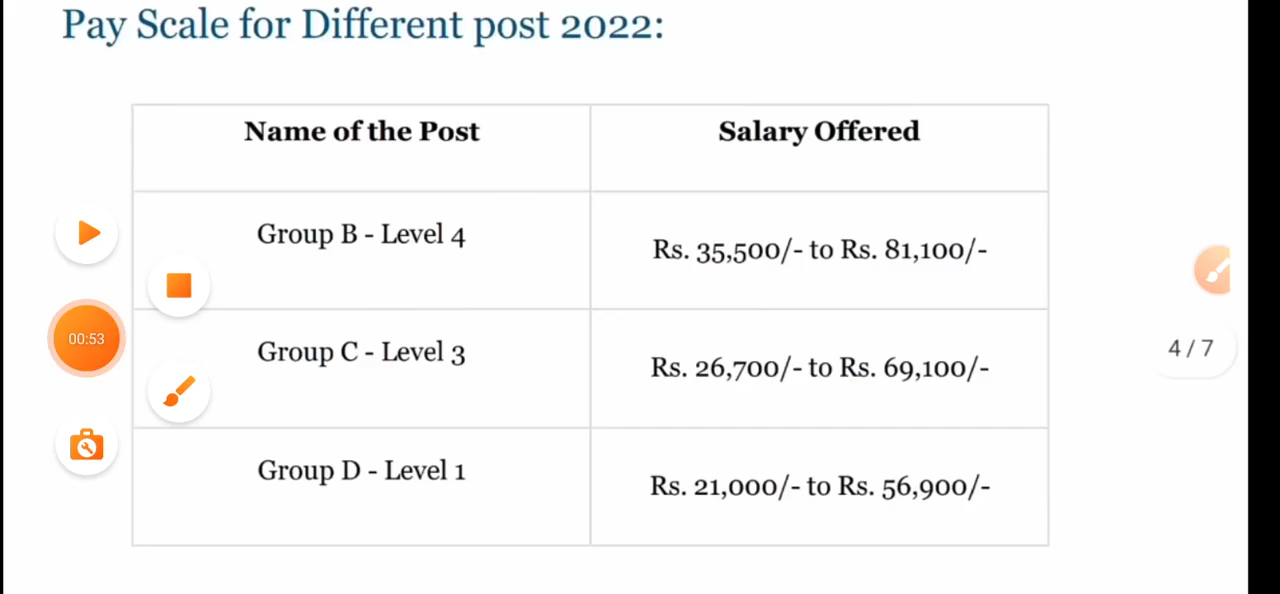 Pay Scale for Different post 2022:
Name of the Post
Salary Offered
Group B - Level 4
Rs. 35,500/- to Rs. 81,100/-
Group C - Level 3
Rs. 26,700/- to Rs. 69,100/-
Group D - Level 1
Rs. 21,000/- to Rs. 56,900/-
00:53
4 / 7